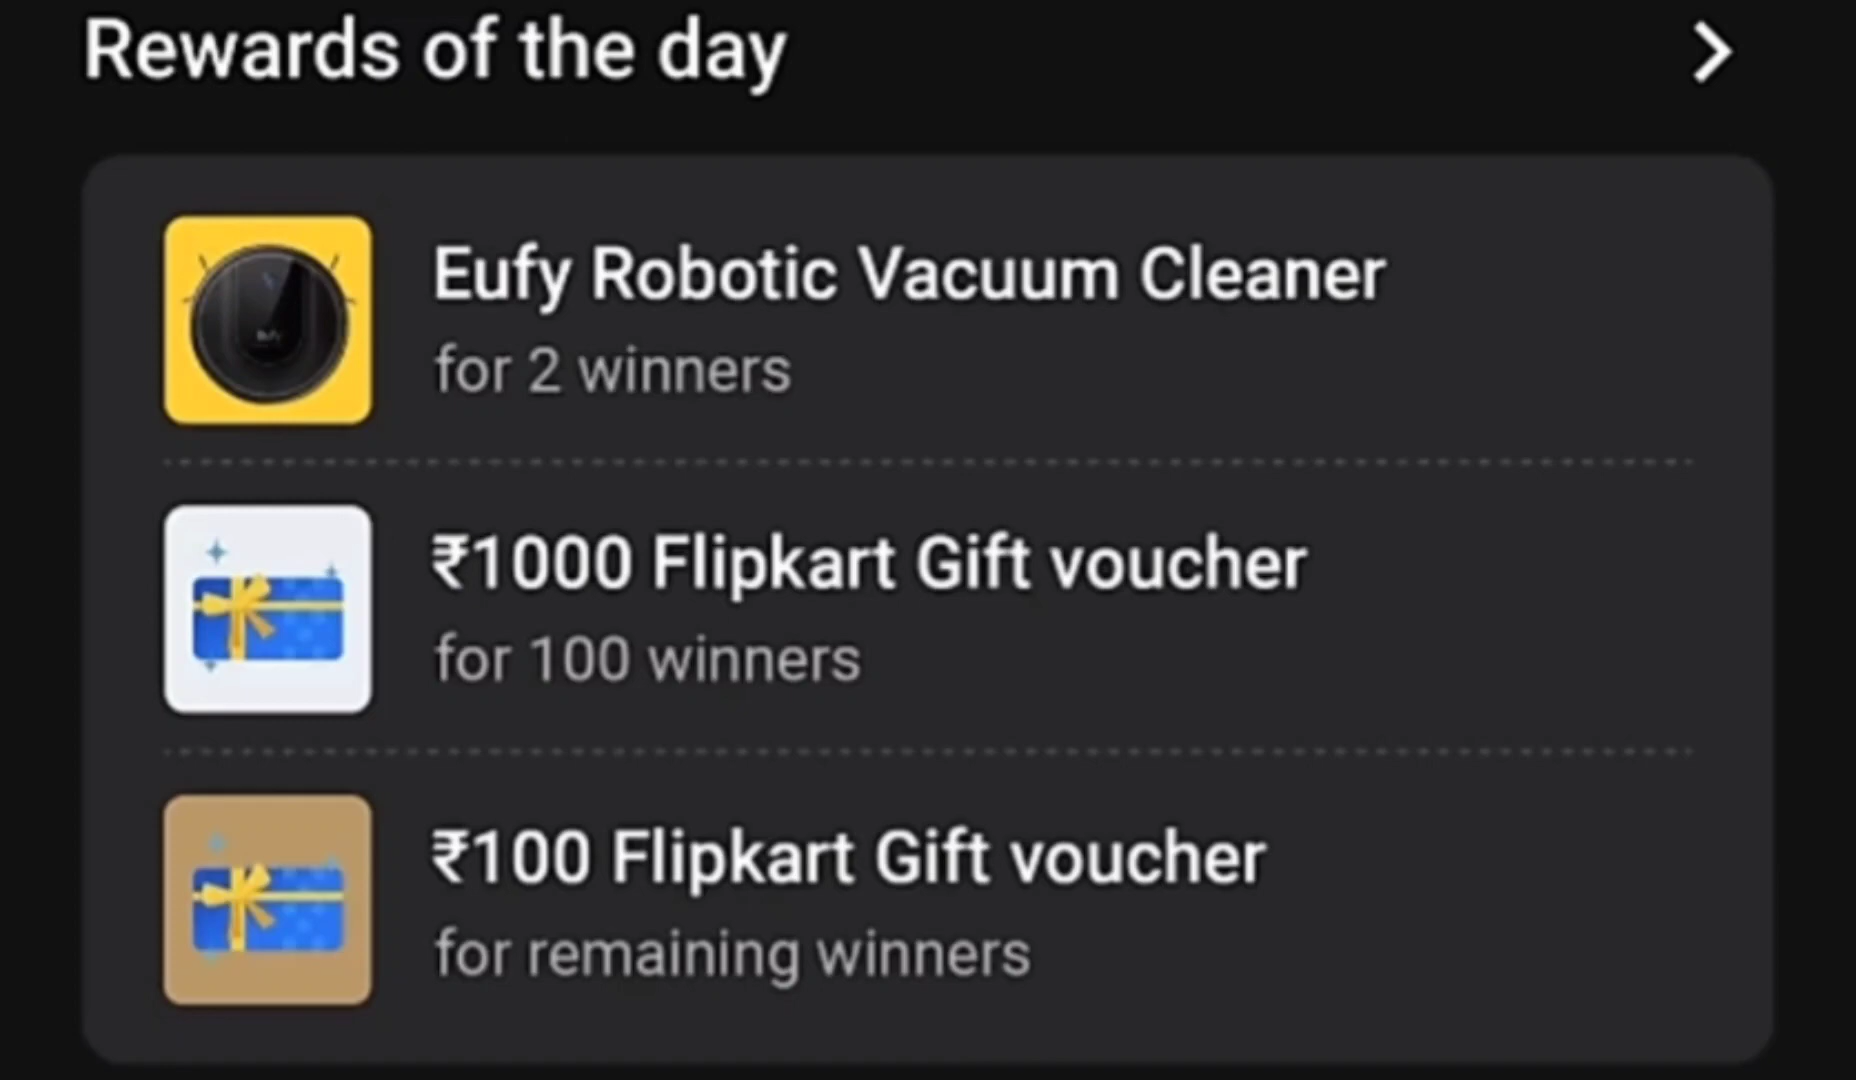 Rewards of the day
Eufy Robotic Vacuum Cleaner
for 2 winners
₹1000 Flipkart Gift voucher
for 100 winners
₹100 Flipkart Gift voucher
for remaining winners